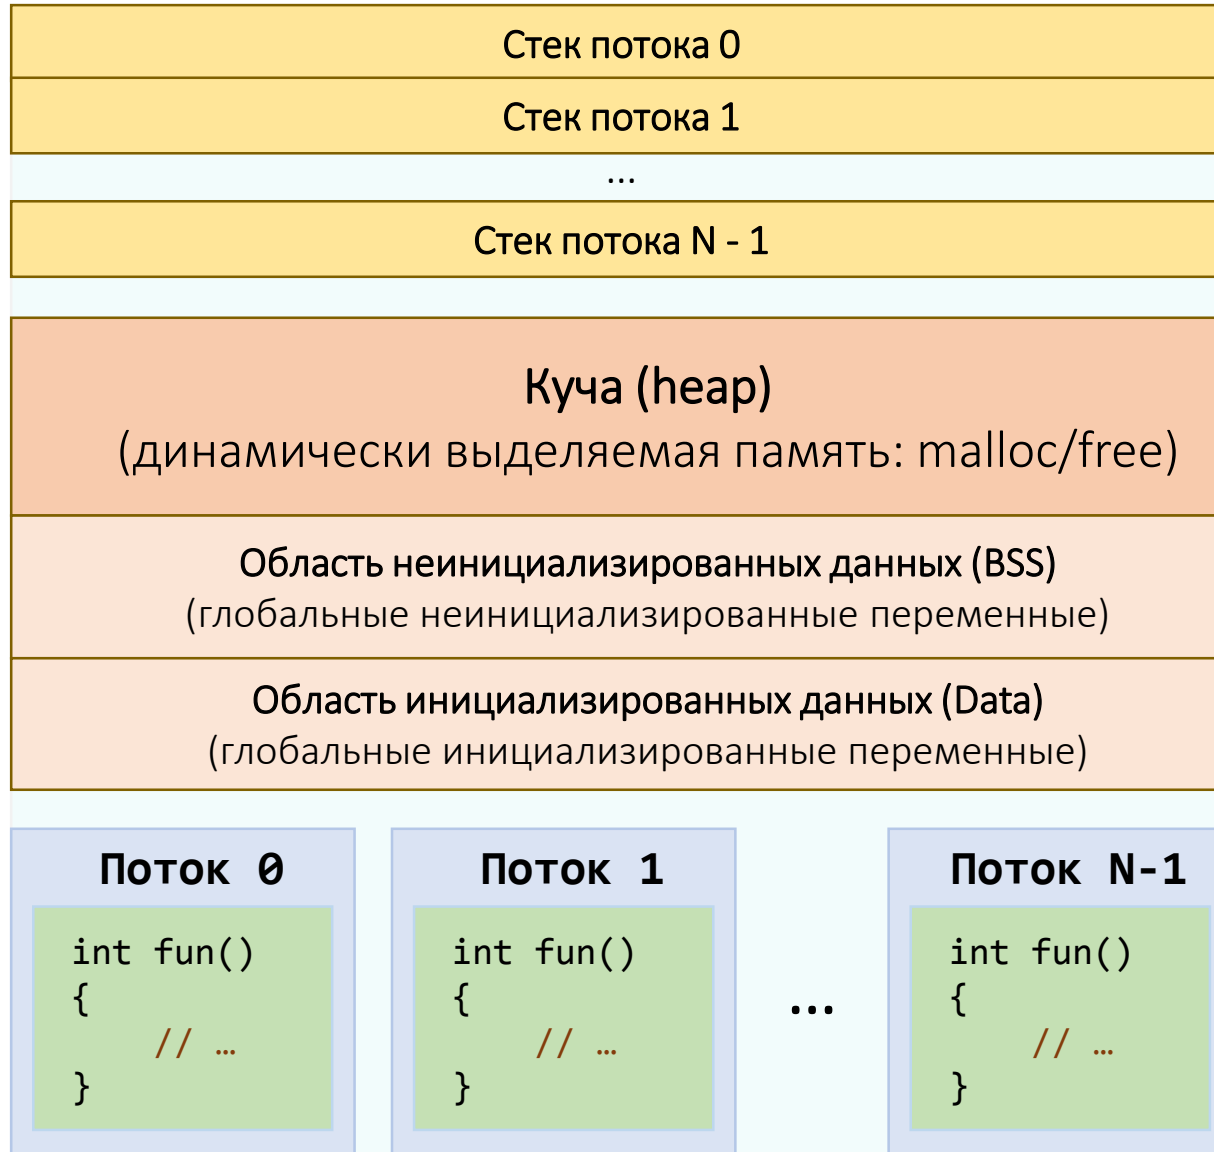 Стек потока 0
Стек потока 1
...
Стек потока N - 1
Куча (heap)
(динамически выделяемая память: malloc/free)
Область неинициализированных данных (BSS)
(глобальные неинициализированные переменные)
Область инициализированных данных (Data)
(глобальные инициализированные переменные)
Поток 0
int fun()
{
// …
}
Поток 1
int fun()
{
// …
}
...
Поток N-1
int fun()
{
// …
}